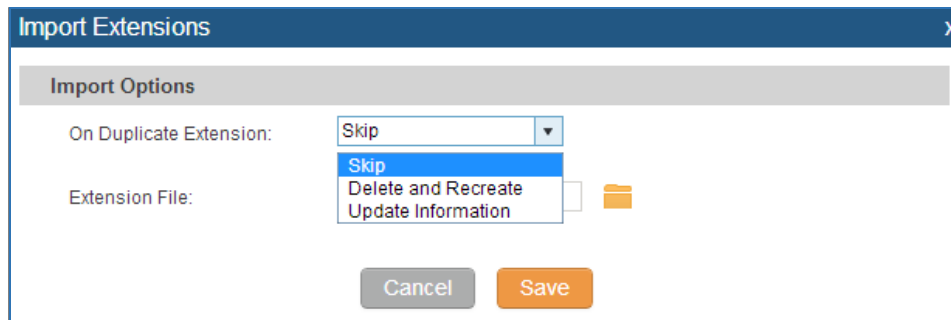 Import Extensions x
Import Options
On Duplicate Extension: Skip
Skip
Delete and Recreate
Extension File:
Update Information
Cancel Save